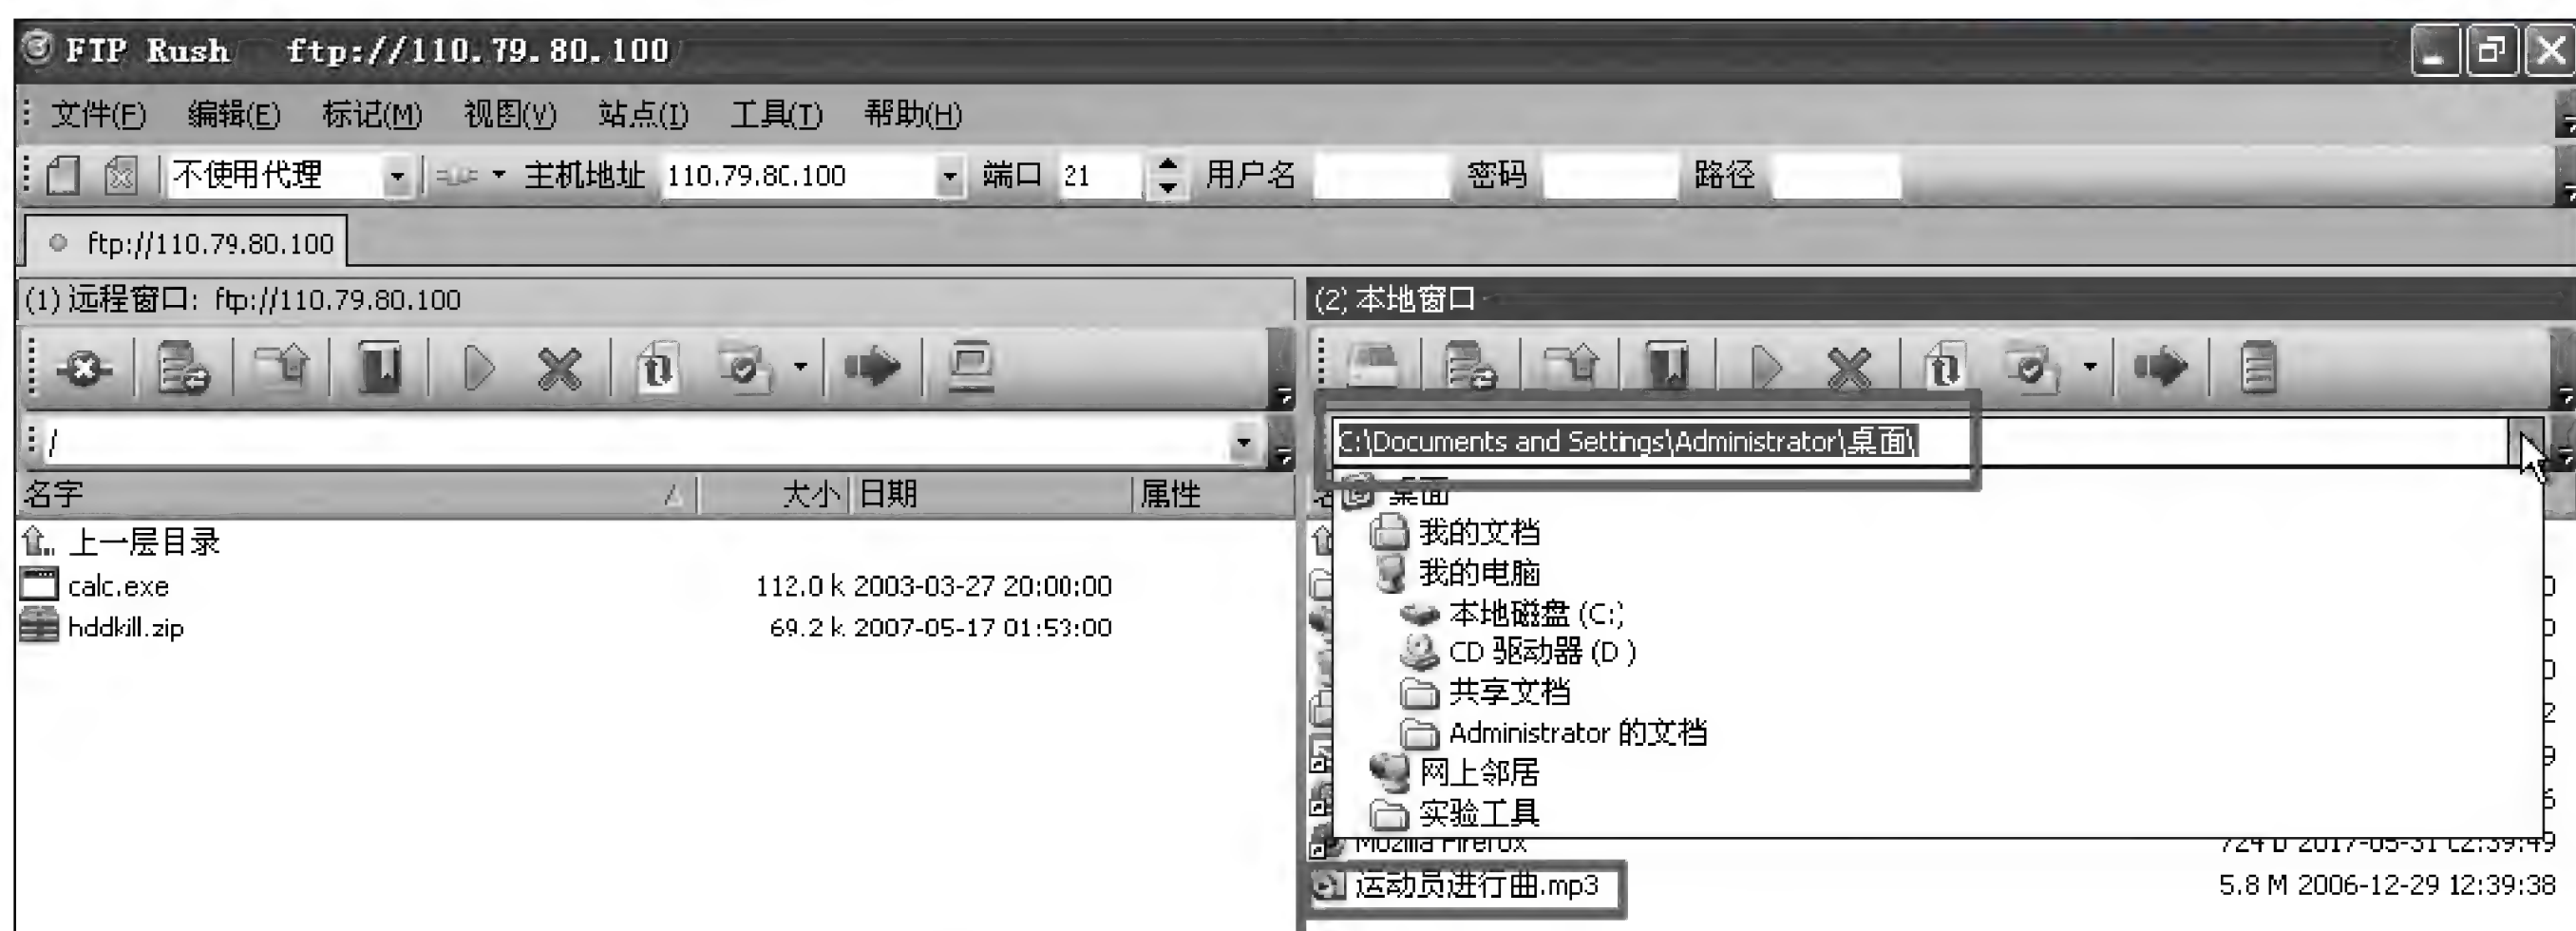 FTP Rush ftp://110.79.80.100
文件(F) 编辑(E) 标记(M) 视图(V) 站点(I) 工具(T) 帮助(H)
不使用代理 主机地址 110.79.80.100 端口 21 用户名 密码 路径
ftp://110.79.80.100
(1) 远程窗口: ftp://110.79.80.100
/
名字 大小 日期 属性
上一层目录
calc.exe 112.0 k 2003-03-27 20:00:00
hddkill.zip 69.2 k 2007-05-17 01:53:00
(2) 本地窗口
C:\Documents and Settings\Administrator\桌面\
桌面
我的文档
我的电脑
本地磁盘 (C:)
CD 驱动器 (D )
共享文档
Administrator 的文档
网上邻居
实验工具
Mozilla Firefox 2017-05-31
运动员进行曲.mp3 5.8 M 2006-12-29 12:39:38